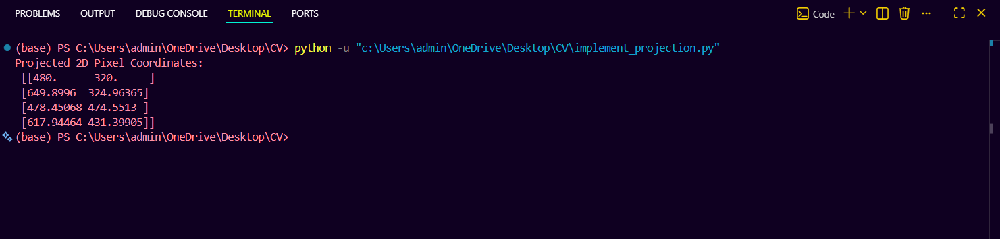 PROBLEMS OUTPUT DEBUG CONSOLE TERMINAL PORTS Code
(base) PS C:\Users\admin\OneDrive\Desktop\CV> python -u "c:\Users\admin\OneDrive\Desktop\CV\implement_projection.py"
Projected 2D Pixel Coordinates:
[[480.      320.     ]
[649.8996  324.96365]
[478.45068 474.5513 ]
[617.94464 431.39905]]
(base) PS C:\Users\admin\OneDrive\Desktop\CV>